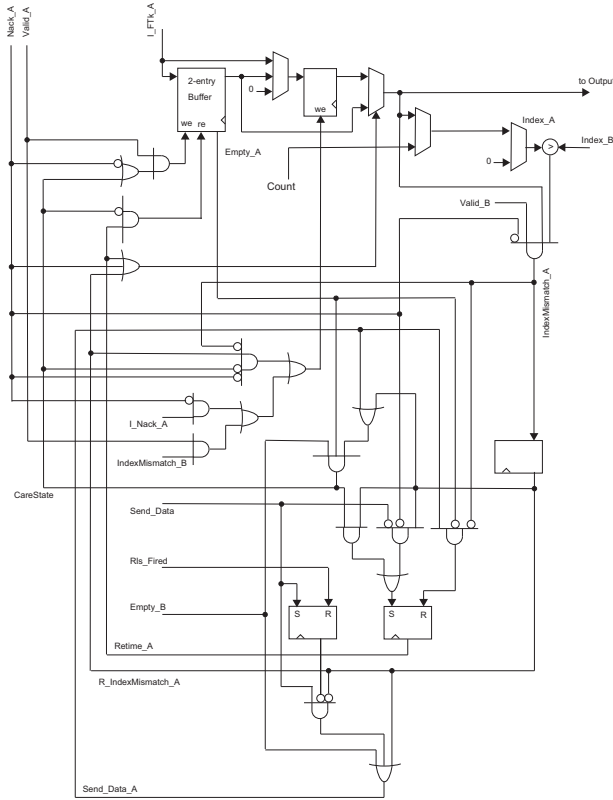 Nack_A
Valid_A
I_FTk_A
2-entry
Buffer
we re
0
we
to Output
Index_A
Index_B
0
>
Empty_A
Count
Valid_B
IndexMismatch_A
I_Nack_A
IndexMismatch_B
CareState
Send_Data
Rls_Fired
Empty_B
S R
S R
Retime_A
R_IndexMismatch_A
Send_Data_A